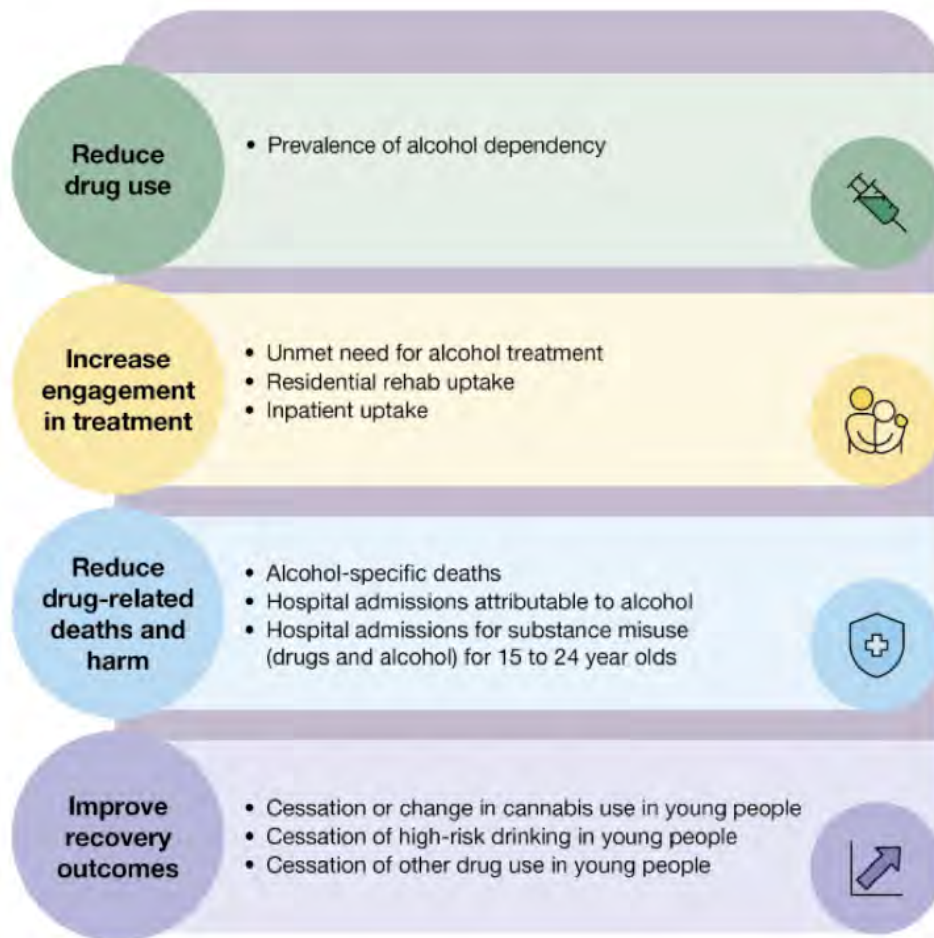 Reduce
drug use
• Prevalence of alcohol dependency
Increase
engagement
in treatment
• Unmet need for alcohol treatment
• Residential rehab uptake
• Inpatient uptake
Reduce
drug-related
deaths and
harm
• Alcohol-specific deaths
• Hospital admissions attributable to alcohol
• Hospital admissions for substance misuse
(drugs and alcohol) for 15 to 24 year olds
Improve
recovery
outcomes
• Cessation or change in cannabis use in young people
• Cessation of high-risk drinking in young people
• Cessation of other drug use in young people